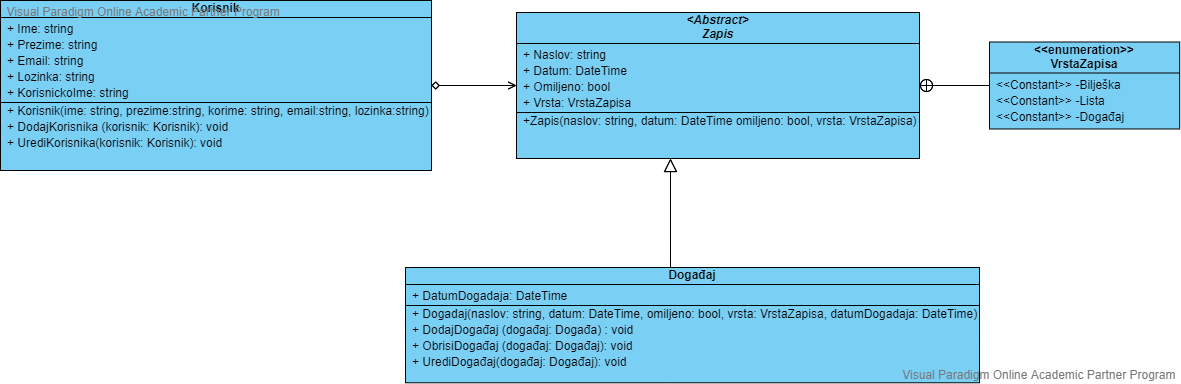 Visual Paradigm Online Academic Partner Program
Korisnik
+ Ime: string
+ Prezime: string
+ Email: string
+ Lozinka: string
+ KorisnickoIme: string
+ Korisnik(ime: string, prezime:string, korime: string, email:string, lozinka:string)
+ DodajKorisnika (korisnik: Korisnik): void
+ UrediKorisnika(korisnik: Korisnik): void
<Abstract>
Zapis
+ Naslov: string
+ Datum: DateTime
+ Omiljeno: bool
+ Vrsta: VrstaZapisa
+Zapis(naslov: string, datum: DateTime omiljeno: bool, vrsta: VrstaZapisa)
<<enumeration>>
VrstaZapisa
<<Constant>> -Bilješka
<<Constant>> -Lista
<<Constant>> -Događaj
Događaj
+ DatumDogadaja: DateTime
+ Dogadaj(naslov: string, datum: DateTime, omiljeno: bool, vrsta: VrstaZapisa, datumDogadaja: DateTime)
+ DodajDogađaj (događaj: Događa) : void
+ ObrisiDogađaj (događaj: Događaj): void
+ UrediDogađaj(događaj: Događaj): void
Visual Paradigm Online Academic Partner Program